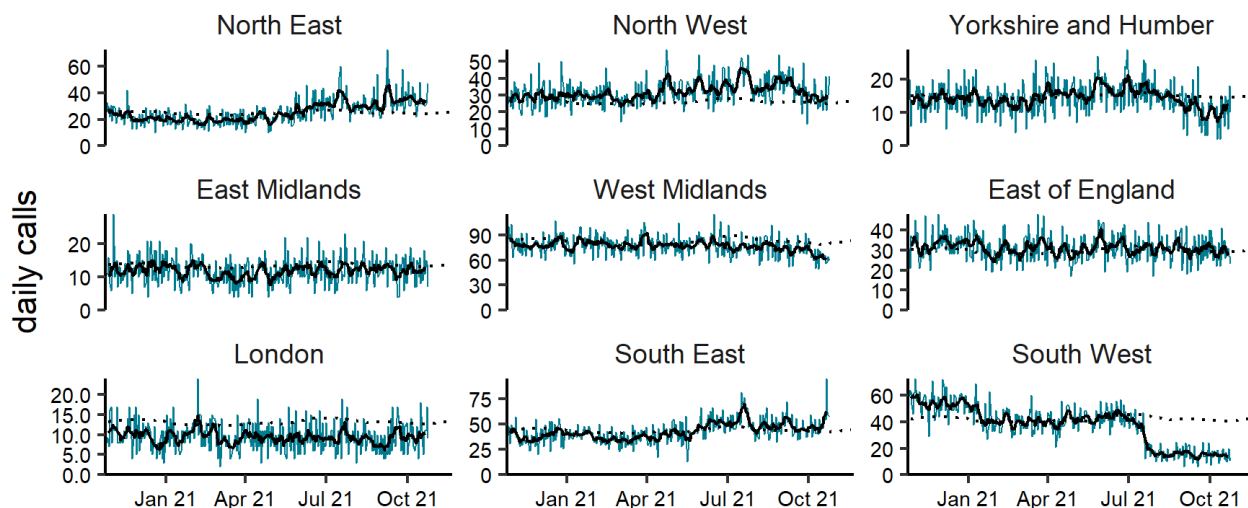 North East
North West
Yorkshire and Humber
60
40
20
0
50
40
30
20
10
0
20
10
0
East Midlands
West Midlands
East of England
daily calls
20
10
0
90
60
30
0
40
30
20
10
0
London
South East
South West
20.0
15.0
10.0
5.0
0.0
75
50
25
0
60
40
20
0
Jan 21 Apr 21 Jul 21 Oct 21
Jan 21 Apr 21 Jul 21 Oct 21
Jan 21 Apr 21 Jul 21 Oct 21